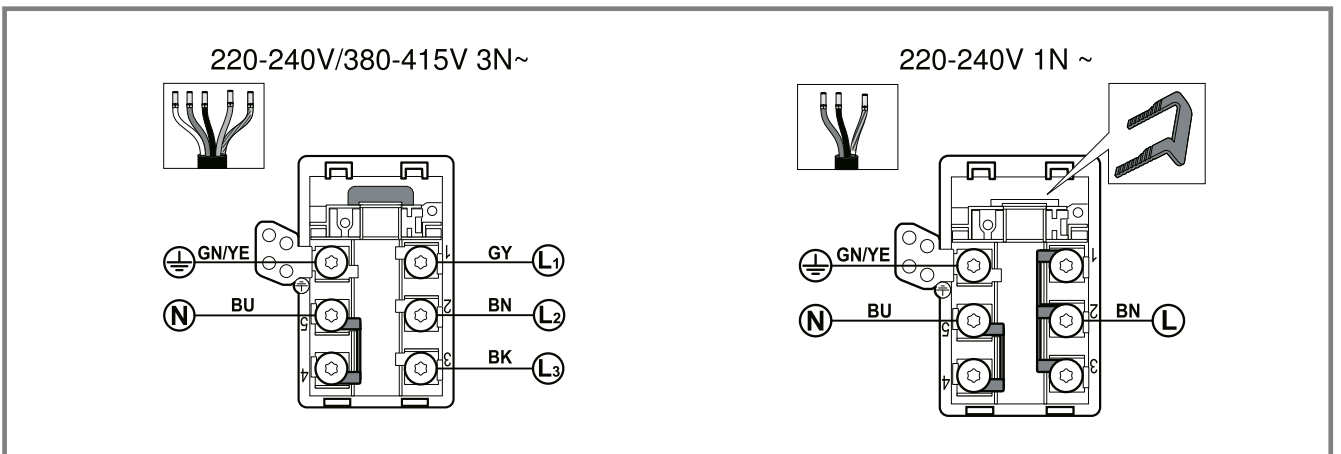 220-240V/380-415V 3N~
GN/YE
1
GY
L1
N
BU
5
2
BN
L2
4
3
BK
L3
220-240V 1N ~
GN/YE
1
N
BU
5
2
BN
L
4
3